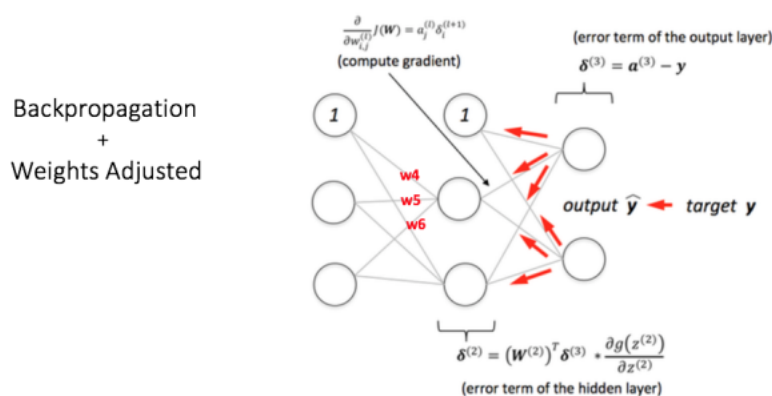 Backpropagation
+
Weights Adjusted
∂/∂w_{i,j}^{(l)} J(W) = a_j^{(l)} δ_i^{(l+1)}
(compute gradient)
(error term of the output layer)
δ^{(3)} = a^{(3)} − y
1
1
w4
w5
w6
output ŷ
target y
δ^{(2)} = (W^{(2)})^T δ^{(3)} * ∂g(z^{(2)})/∂z^{(2)}
(error term of the hidden layer)